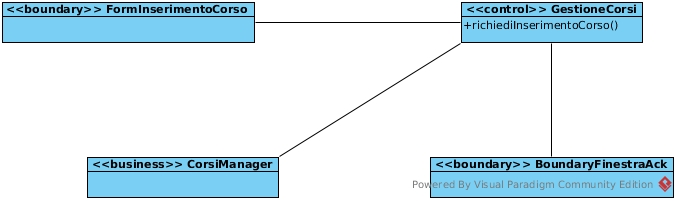 <<boundary>> FormInserimentoCorso
<<control>> GestioneCorsi
+richiediInserimentoCorso()
<<business>> CorsiManager
<<boundary>> BoundaryFinestraAck
Powered By Visual Paradigm Community Edition